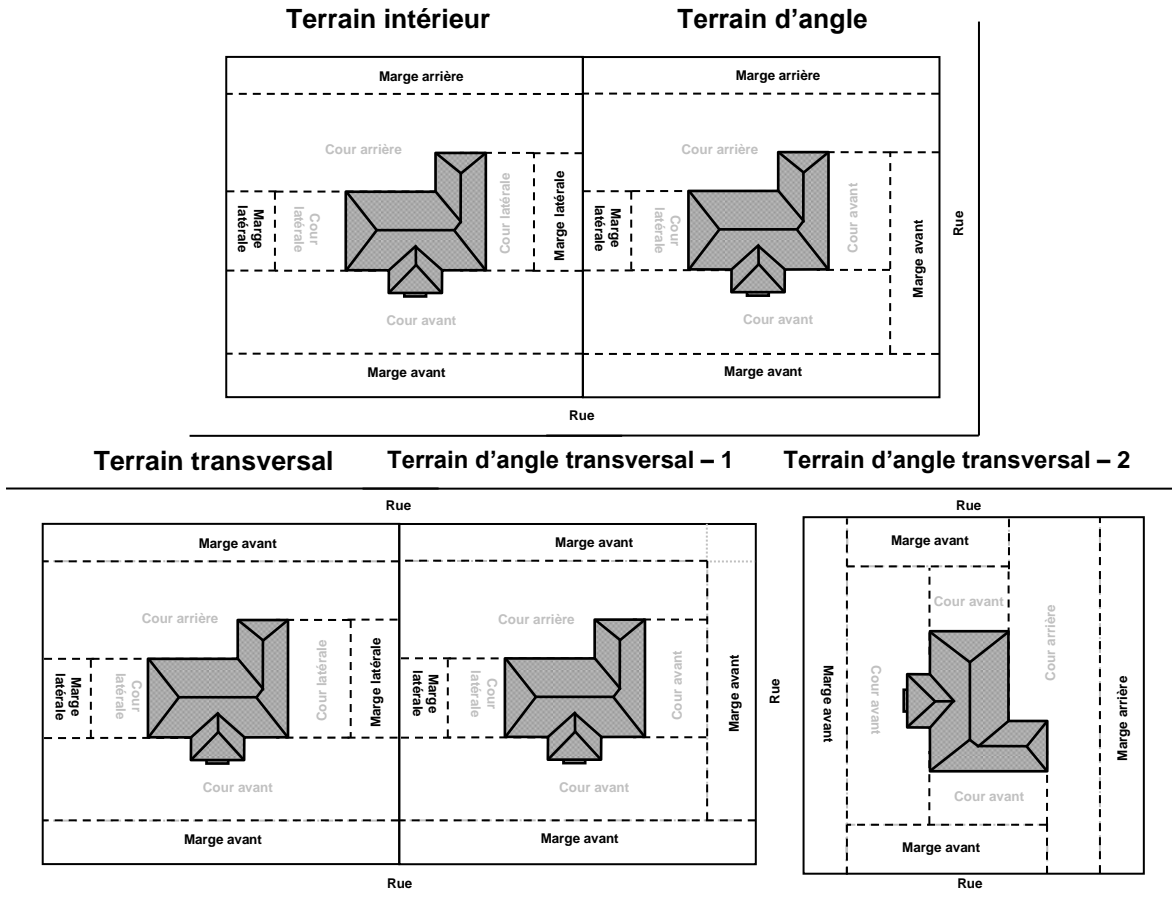 Terrain intérieur
Terrain d'angle
Marge arrière
Marge arrière
Cour arrière
Cour arrière
Marge
latérale
Cour
latérale
Cour latérale
Marge latérale
Marge
latérale
Cour
latérale
Cour avant
Marge avant
Rue
Cour avant
Cour avant
Marge avant
Marge avant
Rue
Terrain transversal
Terrain d'angle transversal – 1
Terrain d'angle transversal – 2
Rue
Rue
Marge avant
Marge avant
Cour arrière
Cour arrière
Marge
latérale
Cour
latérale
Cour latérale
Marge latérale
Marge
latérale
Cour
latérale
Cour avant
Marge avant
Rue
Cour avant
Cour avant
Marge avant
Marge avant
Rue
Marge avant
Cour avant
Marge avant
Cour avant
Cour arrière
Marge arrière
Cour avant
Marge avant
Rue